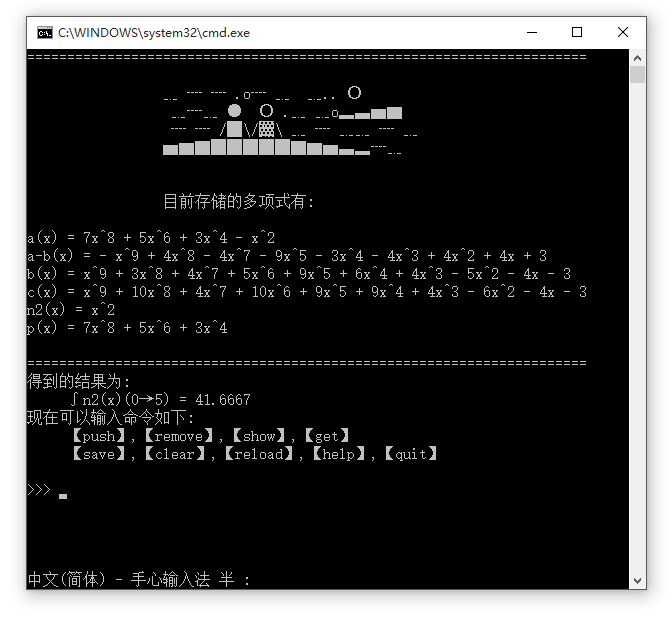 C:\WINDOWS\system32\cmd.exe
目前存储的多项式有:
a(x) = 7x^8 + 5x^6 + 3x^4 - x^2
a-b(x) = - x^9 + 4x^8 - 4x^7 - 9x^5 - 3x^4 - 4x^3 + 4x^2 + 4x + 3
b(x) = x^9 + 3x^8 + 4x^7 + 5x^6 + 9x^5 + 6x^4 + 4x^3 - 5x^2 - 4x - 3
c(x) = x^9 + 10x^8 + 4x^7 + 10x^6 + 9x^5 + 9x^4 + 4x^3 - 6x^2 - 4x - 3
n2(x) = x^2
p(x) = 7x^8 + 5x^6 + 3x^4
得到的结果为:
∫n2(x)(0→5) = 41.6667
现在可以输入命令如下:
【push】,【remove】,【show】,【get】
【save】,【clear】,【reload】,【help】,【quit】
>>> _
中文(简体) - 手心输入法 半 :